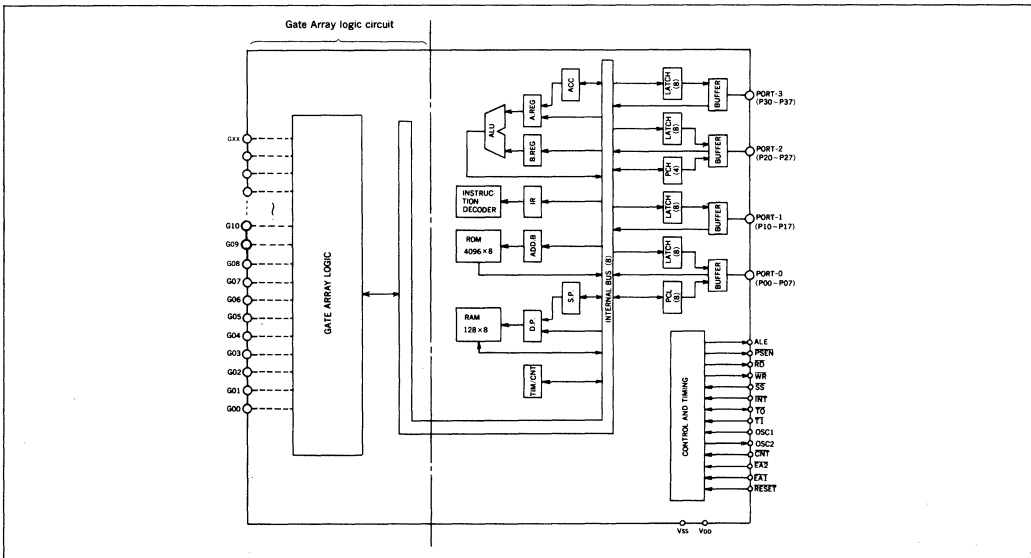 Gate Array logic circuit
GXX
G10
G09
G08
G07
G06
G05
G04
G03
G02
G01
G00
GATE ARRAY LOGIC
ALU
A.REG
B.REG
ACC
INSTRUC-
TION
DECODER
IR
ROM
4096×8
ADD.B
RAM
128×8
D.P.
S.P.
TIM/CNT
INTERNAL BUS (8)
LATCH
(8)
BUFFER
PORT-3
(P30~P37)
LATCH
(8)
PCH
(4)
BUFFER
PORT-2
(P20~P27)
LATCH
(8)
BUFFER
PORT-1
(P10~P17)
LATCH
(8)
PCL
(8)
BUFFER
PORT-0
(P00~P07)
CONTROL AND TIMING
ALE
PSEN
RD
WR
SS
INT
TO
TI
OSC1
OSC2
CNT
EA2
EA1
RESET
VSS VDD